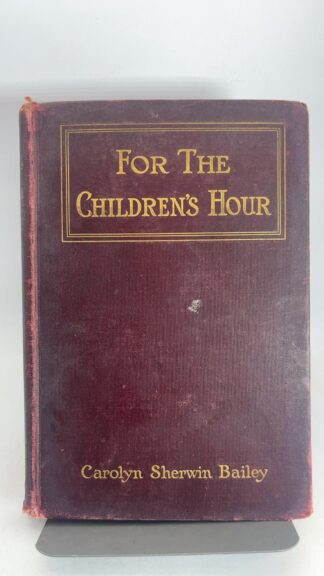 For The
Children's Hour
Carolyn Sherwin Bailey